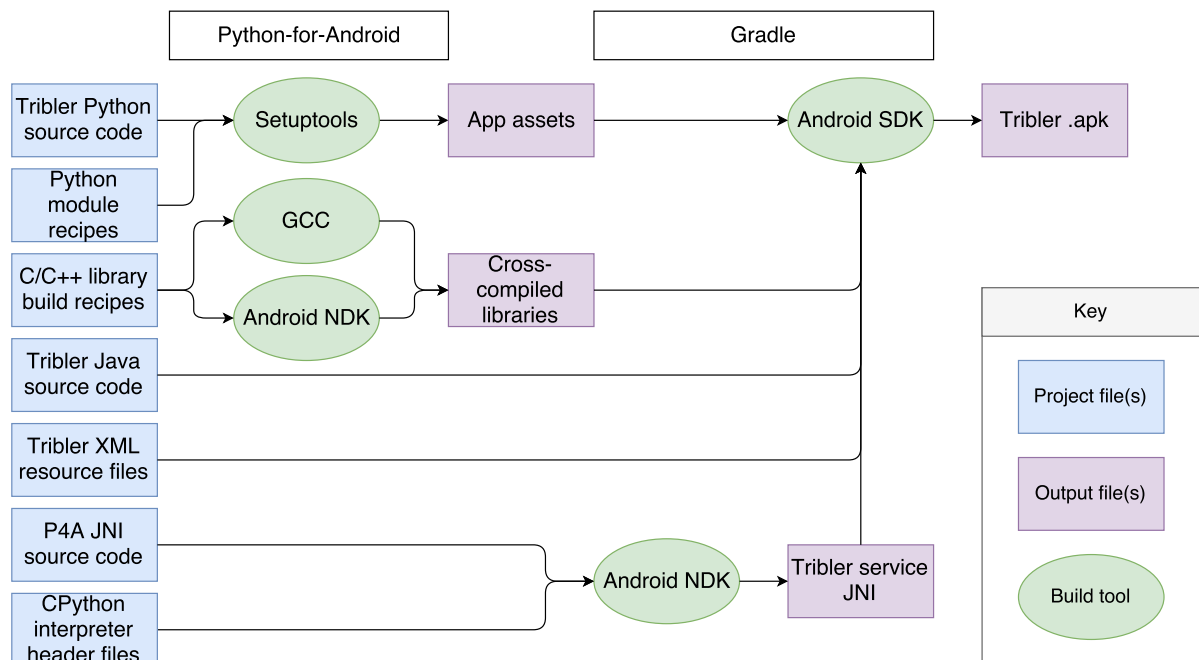 Python-for-Android
Gradle
Tribler Python
source code
Setuptools
App assets
Android SDK
Tribler .apk
Python
module
recipes
GCC
C/C++ library
build recipes
Android NDK
Cross-
compiled
libraries
Key
Tribler Java
source code
Project file(s)
Tribler XML
resource files
Output file(s)
P4A JNI
source code
Android NDK
Tribler service
JNI
Build tool
CPython
interpreter
header files